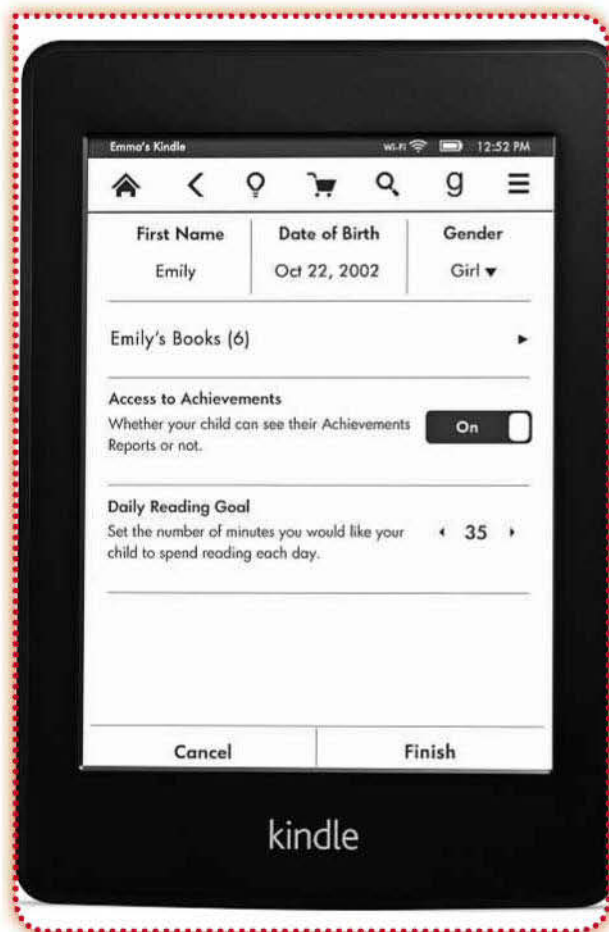 Emma's Kindle Wi-Fi 12:52 PM
g
First Name Date of Birth Gender
Emily Oct 22, 2002 Girl
Emily's Books (6)
Access to Achievements
Whether your child can see their Achievements On
Reports or not.
Daily Reading Goal
Set the number of minutes you would like your 35
child to spend reading each day.
Cancel Finish
kindle